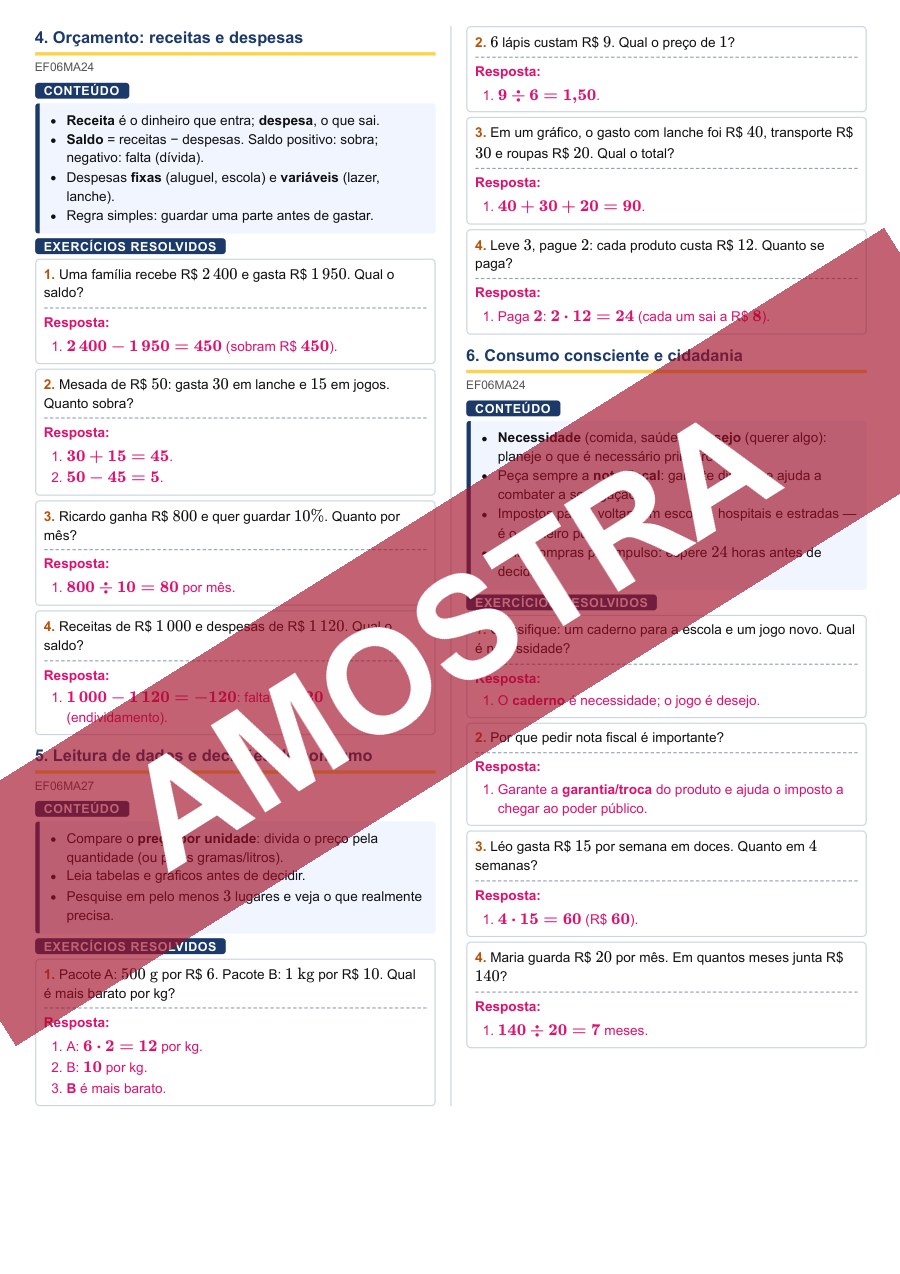 4. Orçamento: receitas e despesas
EF06MA24
CONTEÚDO
• Receita é o dinheiro que entra; despesa, o que sai.
• Saldo = receitas − despesas. Saldo positivo: sobra;
negativo: falta (dívida).
• Despesas fixas (aluguel, escola) e variáveis (lazer,
lanche).
• Regra simples: guardar uma parte antes de gastar.
EXERCÍCIOS RESOLVIDOS
1. Uma família recebe R$ 2 400 e gasta R$ 1 950. Qual o
saldo?
Resposta:
1. 2 400 − 1 950 = 450 (sobram R$ 450).
2. Mesada de R$ 50: gasta 30 em lanche e 15 em jogos.
Quanto sobra?
Resposta:
1. 30 + 15 = 45.
2. 50 − 45 = 5.
3. Ricardo ganha R$ 800 e quer guardar 10%. Quanto por
mês?
Resposta:
1. 800 ÷ 10 = 80 por mês.
4. Receitas de R$ 1 000 e despesas de R$ 1 120. Qual o
saldo?
Resposta:
1. 1 000 − 1 120 = −120: falta
(endividamento).
5. Leitura de dados e
EF06MA27
CONTEÚDO
• Compare o preço por unidade: divida o preço pela
quantidade (ou pelos gramas/litros).
• Leia tabelas e gráficos antes de decidir.
• Pesquise em pelo menos 3 lugares e veja o que realmente
precisa.
EXERCÍCIOS RESOLVIDOS
1. Pacote A: 500 g por R$ 6. Pacote B: 1 kg por R$ 10. Qual
é mais barato por kg?
Resposta:
1. A: 6 · 2 = 12 por kg.
2. B: 10 por kg.
3. B é mais barato.
2. 6 lápis custam R$ 9. Qual o preço de 1?
Resposta:
1. 9 ÷ 6 = 1,50.
3. Em um gráfico, o gasto com lanche foi R$ 40, transporte R$
30 e roupas R$ 20. Qual o total?
Resposta:
1. 40 + 30 + 20 = 90.
4. Leve 3, pague 2: cada produto custa R$ 12. Quanto se
paga?
Resposta:
1. Paga 2: 2 · 12 = 24 (cada um sai a R$ 8).
6. Consumo consciente e cidadania
EF06MA24
CONTEÚDO
• Necessidade (comida, saúde) desejo (querer algo):
planeje o que é necessário
• Peça sempre a nota fiscal: garante e ajuda a
combater a
• Impostos voltam em escolas, hospitais e estradas —
é o
• compras por impulso: espere 24 horas antes de
decidir.
EXERCÍCIOS RESOLVIDOS
1. Classifique: um caderno para a escola e um jogo novo. Qual
é necessidade?
Resposta:
1. O caderno é necessidade; o jogo é desejo.
2. Por que pedir nota fiscal é importante?
Resposta:
1. Garante a garantia/troca do produto e ajuda o imposto a
chegar ao poder público.
3. Léo gasta R$ 15 por semana em doces. Quanto em 4
semanas?
Resposta:
1. 4 · 15 = 60 (R$ 60).
4. Maria guarda R$ 20 por mês. Em quantos meses junta R$
140?
Resposta:
1. 140 ÷ 20 = 7 meses.
AMOSTRA